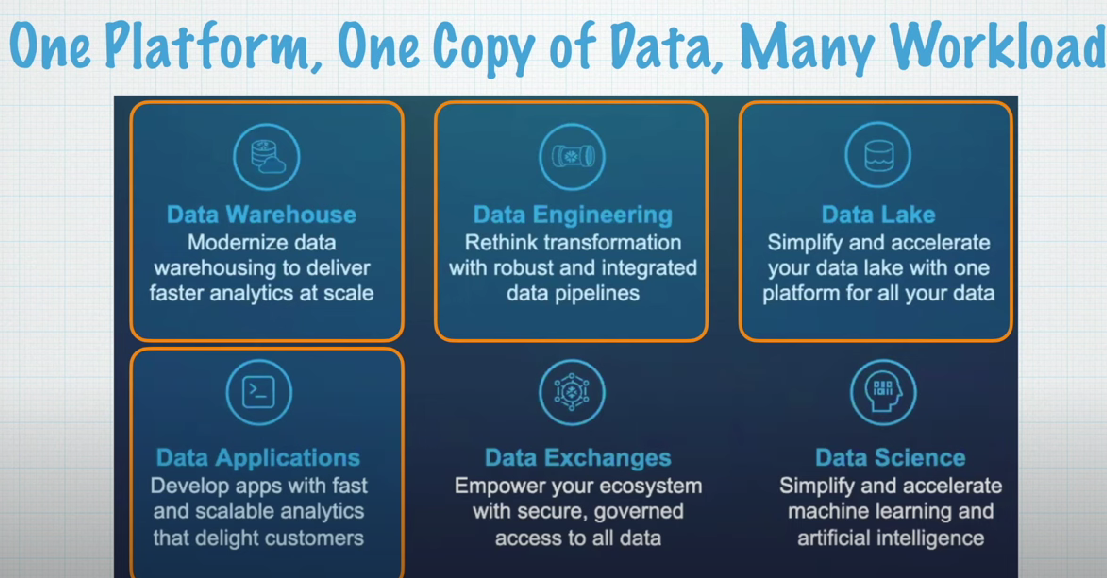 One Platform, One Copy of Data, Many Workload
Data Warehouse
Modernize data
warehousing to deliver
faster analytics at scale
Data Engineering
Rethink transformation
with robust and integrated
data pipelines
Data Lake
Simplify and accelerate
your data lake with one
platform for all your data
Data Applications
Develop apps with fast
and scalable analytics
that delight customers
Data Exchanges
Empower your ecosystem
with secure, governed
access to all data
Data Science
Simplify and accelerate
machine learning and
artificial intelligence